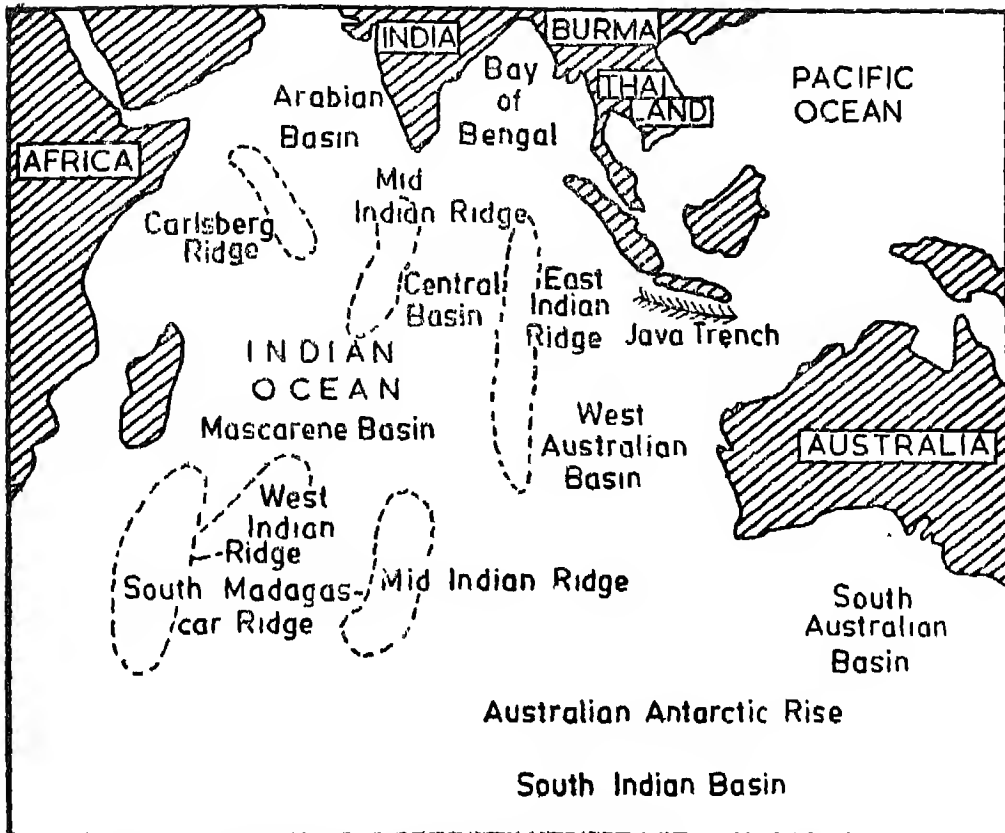 INDIA
BURMA
THAI
LAND
PACIFIC
OCEAN
Bay
of
Bengal
Arabian
Basin
AFRICA
Mid
Indian Ridge
Carlsberg
Ridge
Central
Basin
East
Indian
Ridge
Java Trench
INDIAN
OCEAN
Mascarene Basin
West
Australian
Basin
AUSTRALIA
West
Indian
Ridge
South Madagas-
car Ridge
Mid Indian Ridge
South
Australian
Basin
Australian Antarctic Rise
South Indian Basin